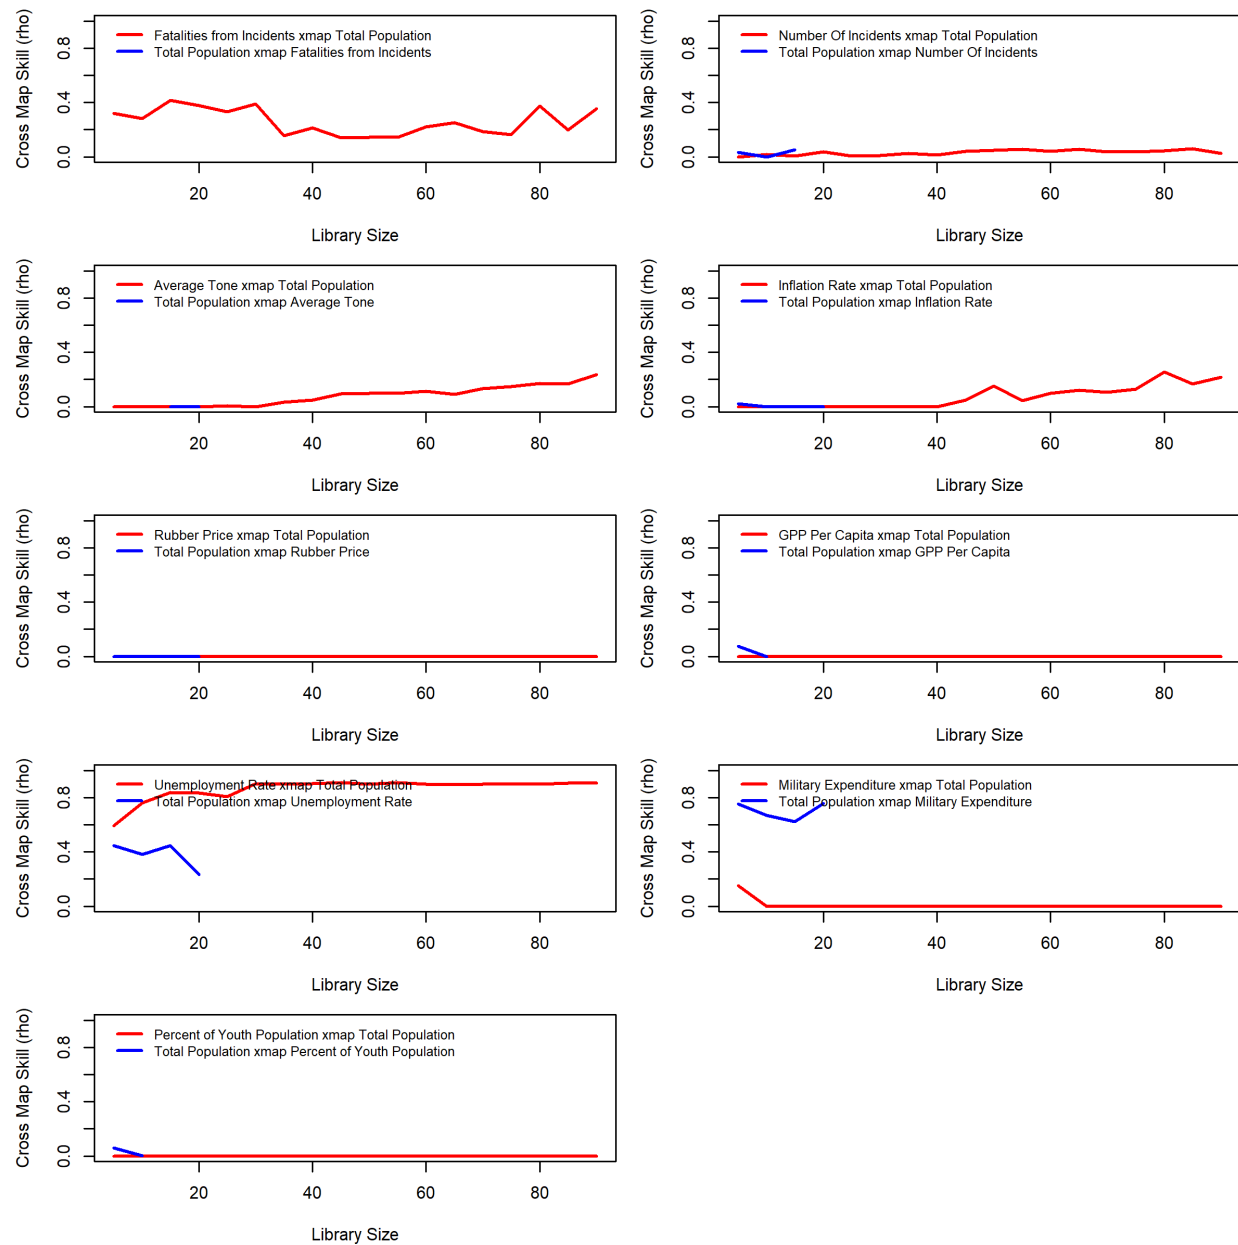 Cross Map Skill (rho)
0.8
0.4
0.0
Fatalities from Incidents xmap Total Population
Total Population xmap Fatalities from Incidents
20 40 60 80
Library Size
Cross Map Skill (rho)
0.8
0.4
0.0
Number Of Incidents xmap Total Population
Total Population xmap Number Of Incidents
20 40 60 80
Library Size
Cross Map Skill (rho)
0.8
0.4
0.0
Average Tone xmap Total Population
Total Population xmap Average Tone
20 40 60 80
Library Size
Cross Map Skill (rho)
0.8
0.4
0.0
Inflation Rate xmap Total Population
Total Population xmap Inflation Rate
20 40 60 80
Library Size
Cross Map Skill (rho)
0.8
0.4
0.0
Rubber Price xmap Total Population
Total Population xmap Rubber Price
20 40 60 80
Library Size
Cross Map Skill (rho)
0.8
0.4
0.0
GPP Per Capita xmap Total Population
Total Population xmap GPP Per Capita
20 40 60 80
Library Size
Cross Map Skill (rho)
0.8
0.4
0.0
Unemployment Rate xmap Total Population
Total Population xmap Unemployment Rate
20 40 60 80
Library Size
Cross Map Skill (rho)
0.8
0.4
0.0
Military Expenditure xmap Total Population
Total Population xmap Military Expenditure
20 40 60 80
Library Size
Cross Map Skill (rho)
0.8
0.4
0.0
Percent of Youth Population xmap Total Population
Total Population xmap Percent of Youth Population
20 40 60 80
Library Size